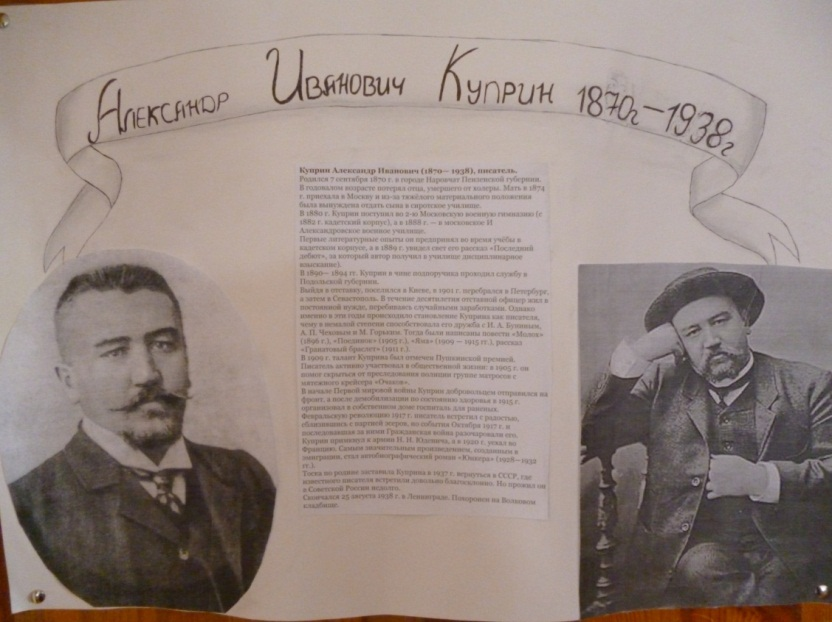 Александр Иванович Куприн 1870г – 1938г
Куприн Александр Иванович (1870— 1938), писатель.
Родился 7 сентября 1870 г. в городе Наровчат Пензенской губернии.
В годовалом возрасте потерял отца, умершего от холеры. Мать в 1874
г. приехала в Москву и из-за тяжёлого материального положения
была вынуждена отдать сына в сиротское училище.
В 1880 г. Куприн поступил во 2-ю Московскую военную гимназию (с
1882 г. кадетский корпус), а в 1888 г. — в московское И
Александровское военное училище.
Первые литературные опыты он предпринял во время учёбы в
кадетском корпусе, а в 1889 г. увидел свет его рассказ «Последний
дебют», за который автор получил в училище дисциплинарное
взыскание).
В 1890— 1894 гг. Куприн в чине подпоручика проходил службу в
Подольской губернии.
Выйдя в отставку, поселился в Киеве, в 1901 г. перебрался в Петербург,
а затем в Севастополь. В течение десятилетия отставной офицер жил в
постоянной нужде, перебиваясь случайными заработками. Однако
именно в эти годы происходило становление Куприна как писателя,
чему в немалой степени способствовала его дружба с И. А. Буниным,
А. П. Чеховым и М. Горьким. Тогда были написаны повести «Молох»
(1896 г.), «Поединок» (1905 г.), «Яма» (1909 — 1915 гг.), рассказ
«Гранатовый браслет» (1911 г.).
В 1909 г. талант Куприна был отмечен Пушкинской премией.
Писатель активно участвовал в общественной жизни: в 1905 г. он
помог скрыться от преследования полиции группе матросов с
мятежного крейсера «Очаков».
В начале Первой мировой войны Куприн добровольцем отправился на
фронт, а после демобилизации по состоянию здоровья в 1915 г.
организовал в собственном доме госпиталь для раненых.
Февральскую революцию 1917 г. писатель встретил с радостью,
сблизившись с партией эсеров, но события Октября 1917 г. и
последовавшая за ними Гражданская война разочаровали его.
Куприн примкнул к армии Н. Н. Юденича, а в 1920 г. уехал во
Францию. Самым значительным произведением, созданным в
эмиграции, стал автобиографический роман «Юнкера» (1928—1932
гг.).
Тоска по родине заставила Куприна в 1937 г. вернуться в СССР, где
известного писателя встретили довольно благосклонно. Но прожил он
в Советской России недолго.
Скончался 25 августа 1938 г. в Ленинграде. Похоронен на Волковом
кладбище.